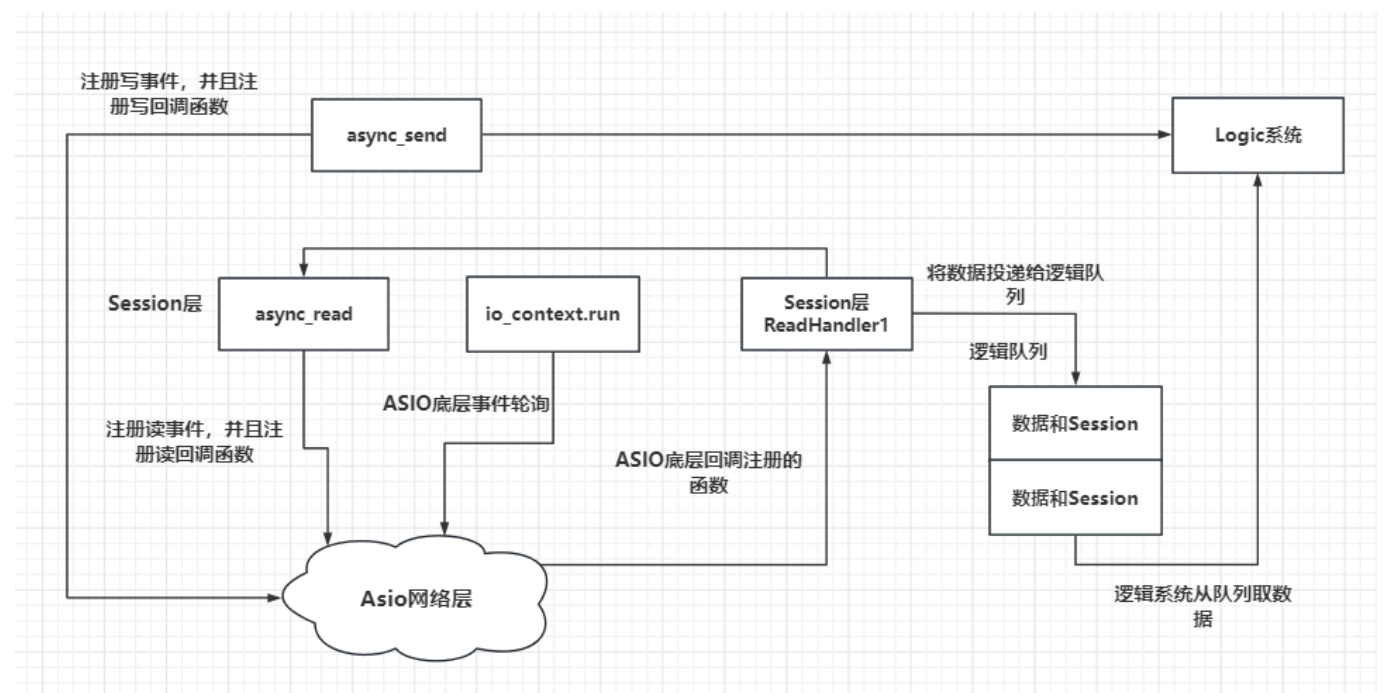 注册写事件，并且注
册写回调函数
async_send
Logic系统
Session层
async_read
io_context.run
Session层
ReadHandler1
将数据投递给逻辑队
列
逻辑队列
ASIO底层事件轮询
注册读事件，并且注
册读回调函数
ASIO底层回调注册的
函数
数据和Session
数据和Session
Asio网络层
逻辑系统从队列取数
据